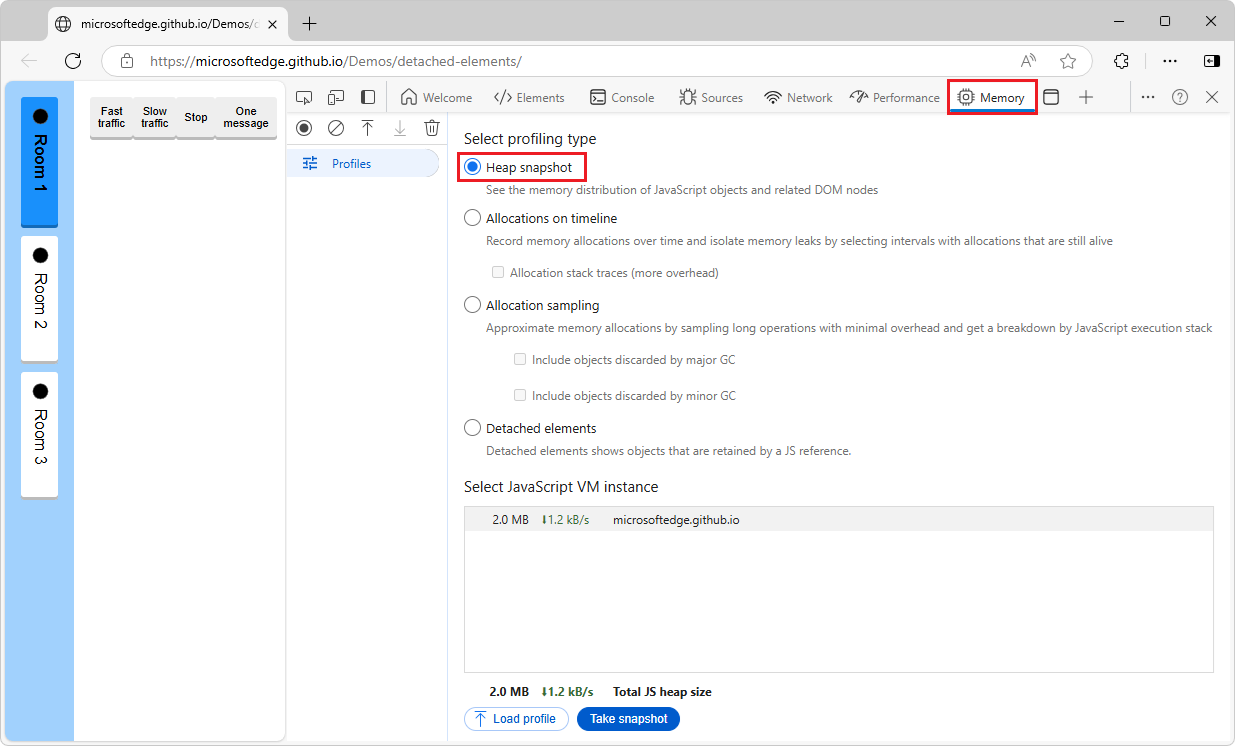 microsoftedge.github.io/Demos/
https://microsoftedge.github.io/Demos/detached-elements/
Room 1
Room 2
Room 3
Fast traffic
Slow traffic
Stop
One message
Welcome
Elements
Console
Sources
Network
Performance
Memory
Profiles
Select profiling type
Heap snapshot
See the memory distribution of JavaScript objects and related DOM nodes
Allocations on timeline
Record memory allocations over time and isolate memory leaks by selecting intervals with allocations that are still alive
Allocation stack traces (more overhead)
Allocation sampling
Approximate memory allocations by sampling long operations with minimal overhead and get a breakdown by JavaScript execution stack
Include objects discarded by major GC
Include objects discarded by minor GC
Detached elements
Detached elements shows objects that are retained by a JS reference.
Select JavaScript VM instance
2.0 MB ⬇1.2 kB/s microsoftedge.github.io
2.0 MB ⬇1.2 kB/s Total JS heap size
Load profile
Take snapshot